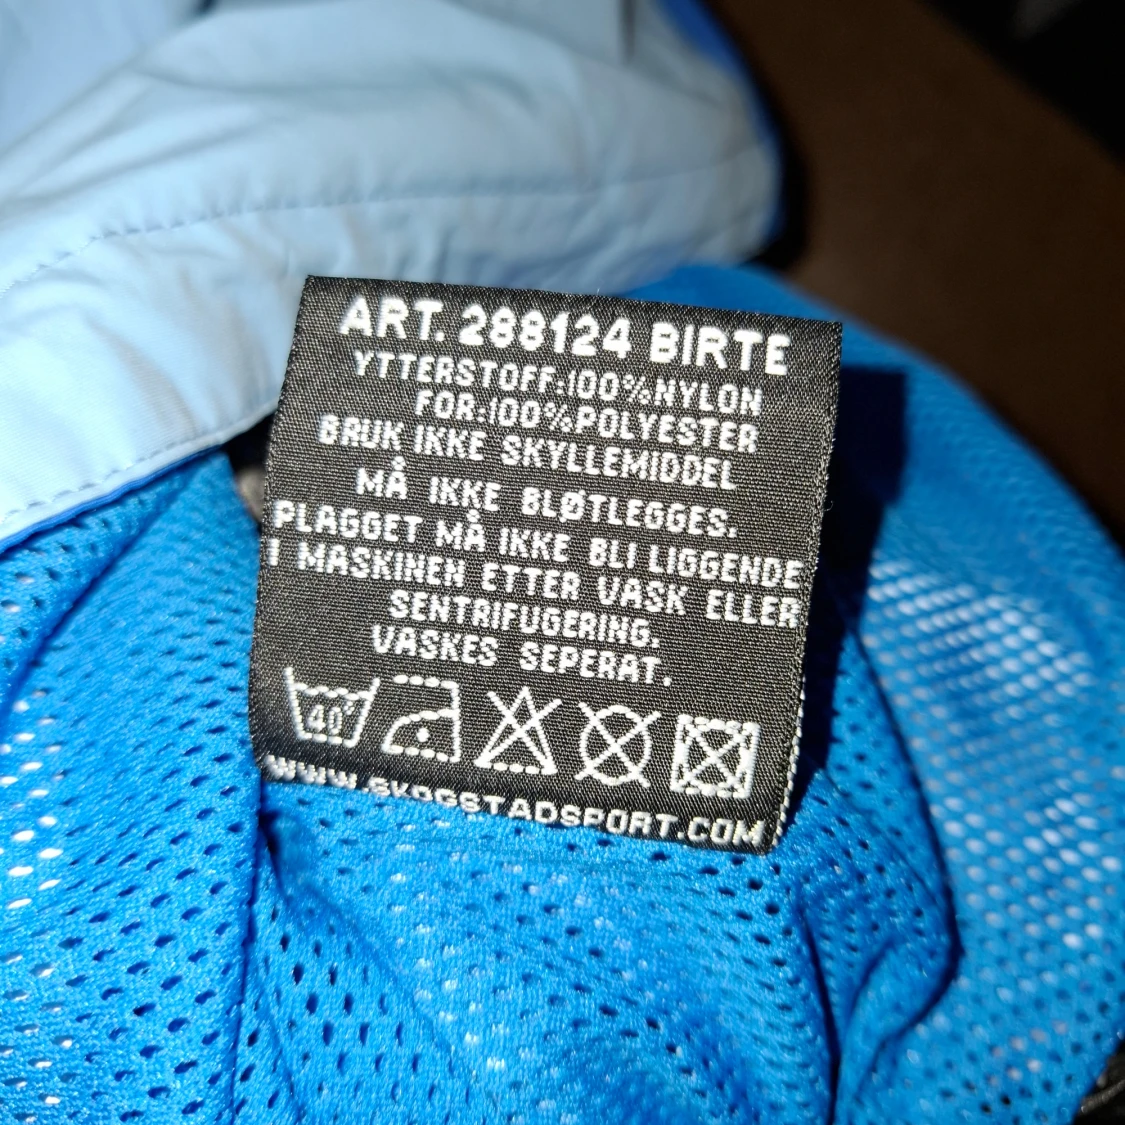 ART. 288124 BIRTE
YTTERSTOFF:100%NYLON
FOR:100%POLYESTER
BRUK IKKE SKYLLEMIDDEL
MÅ IKKE BLØTLEGGES.
PLAGGET MÅ IKKE BLI LIGGENDE
I MASKINEN ETTER VASK ELLER
SENTRIFUGERING.
VASKES SEPERAT.
40°
WWW.SKOGSTADSPORT.COM